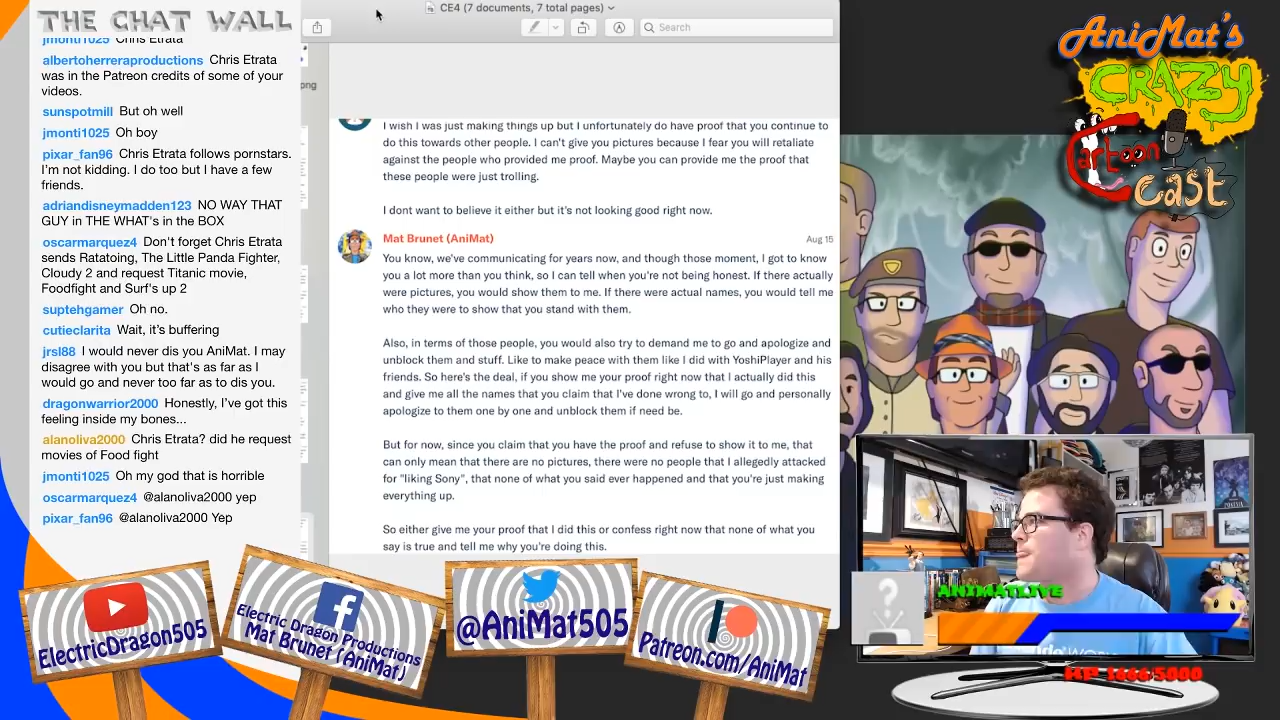 THE CHAT WALL
jmonti1025 Chris Etrata
albertoherreraproductions Chris Etrata
was in the Patreon credits of some of your
videos.
sunspotmill But oh well
jmonti1025 Oh boy
pixar_fan96 Chris Etrata follows pornstars.
I'm not kidding. I do too but I have a few
friends.
adriandisneymadden123 NO WAY THAT
GUY in THE WHAT's in the BOX
oscarmarquez4 Don't forget Chris Etrata
sends Ratatoing, The Little Panda Fighter,
Cloudy 2 and request Titanic movie,
Foodfight and Surf's up 2
suptehgamer Oh no.
cutieclarita Wait, it's buffering
jrsl88 I would never dis you AniMat. I may
disagree with you but that's as far as I
would go and never too far as to dis you.
dragonwarrior2000 Honestly, I've got this
feeling inside my bones...
alanoliva2000 Chris Etrata? did he request
movies of Food fight
jmonti1025 Oh my god that is horrible
oscarmarquez4 @alanoliva2000 yep
pixar_fan96 @alanoliva2000 Yep
CE4 (7 documents, 7 total pages)
Search
png
I wish I was just making things up but I unfortunately do have proof that you continue to
do this towards other people. I can't give you pictures because I fear you will retaliate
against the people who provided me proof. Maybe you can provide me the proof that
these people were just trolling.
I dont want to believe it either but it's not looking good right now.
Mat Brunet (AniMat)
Aug 15
You know, we've communicating for years now, and though those moment, I got to know
you a lot more than you think, so I can tell when you're not being honest. If there actually
were pictures, you would show them to me. If there were actual names, you would tell me
who they were to show that you stand with them.
Also, in terms of those people, you would also try to demand me to go and apologize and
unblock them and stuff. Like to make peace with them like I did with YoshiPlayer and his
friends. So here's the deal, if you show me your proof right now that I actually did this
and give me all the names that you claim that I've done wrong to, I will go and personally
apologize to them one by one and unblock them if need be.
But for now, since you claim that you have the proof and refuse to show it to me, that
can only mean that there are no pictures, there were no people that I allegedly attacked
for "liking Sony", that none of what you said ever happened and that you're just making
everything up.
So either give me your proof that I did this or confess right now that none of what you
say is true and tell me why you're doing this.
AniMat's
CRAZY
Cartoon
Cast
ANIMATLIVE
HP 1666/5000
ElectricDragon505
Electric Dragon Productions
Mat Brunet (AniMat)
@AniMat505
Patreon.com/AniMat